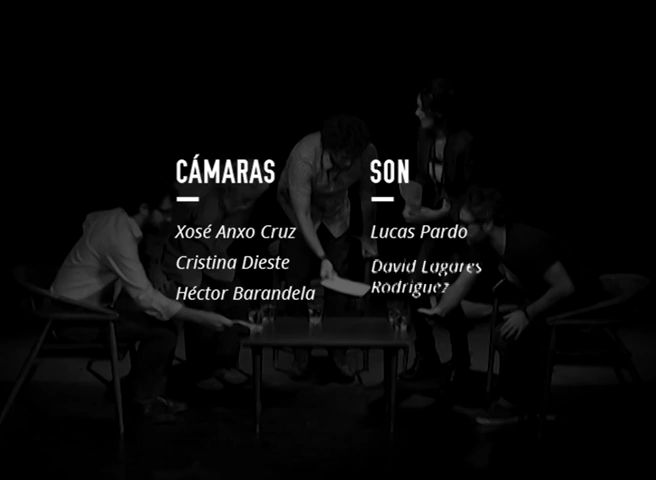 CÁMARAS
Xosé Anxo Cruz
Cristina Dieste
Héctor Barandela
SON
Lucas Pardo
David Lagares
Rodríguez